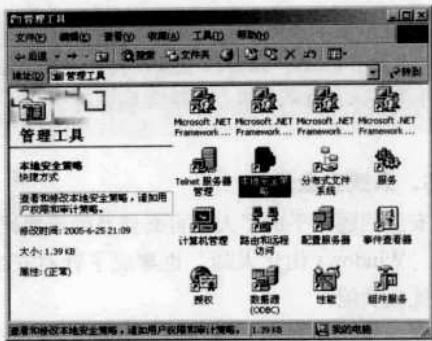 管理工具
文件(F) 编辑(E) 查看(V) 收藏(A) 工具(T) 帮助(H)
后退 搜索 文件夹
地址(D) 管理工具 转到
管理工具
本地安全策略
快捷方式
查看和修改本地安全策略，诸如用户权限和审计策略。
修改时间: 2005-6-25 21:09
大小: 1.39 KB
属性: (正常)
Microsoft .NET Framework ... Microsoft .NET Framework ... Microsoft .NET Framework ...
Telnet 服务器管理 本地安全策略 分布式文件系统 服务
计算机管理 路由和远程访问 配置服务器 事件查看器
授权 数据源 (ODBC) 性能 组件服务
查看和修改本地安全策略，诸如用户权限和审计策略。 1.39 KB 我的电脑